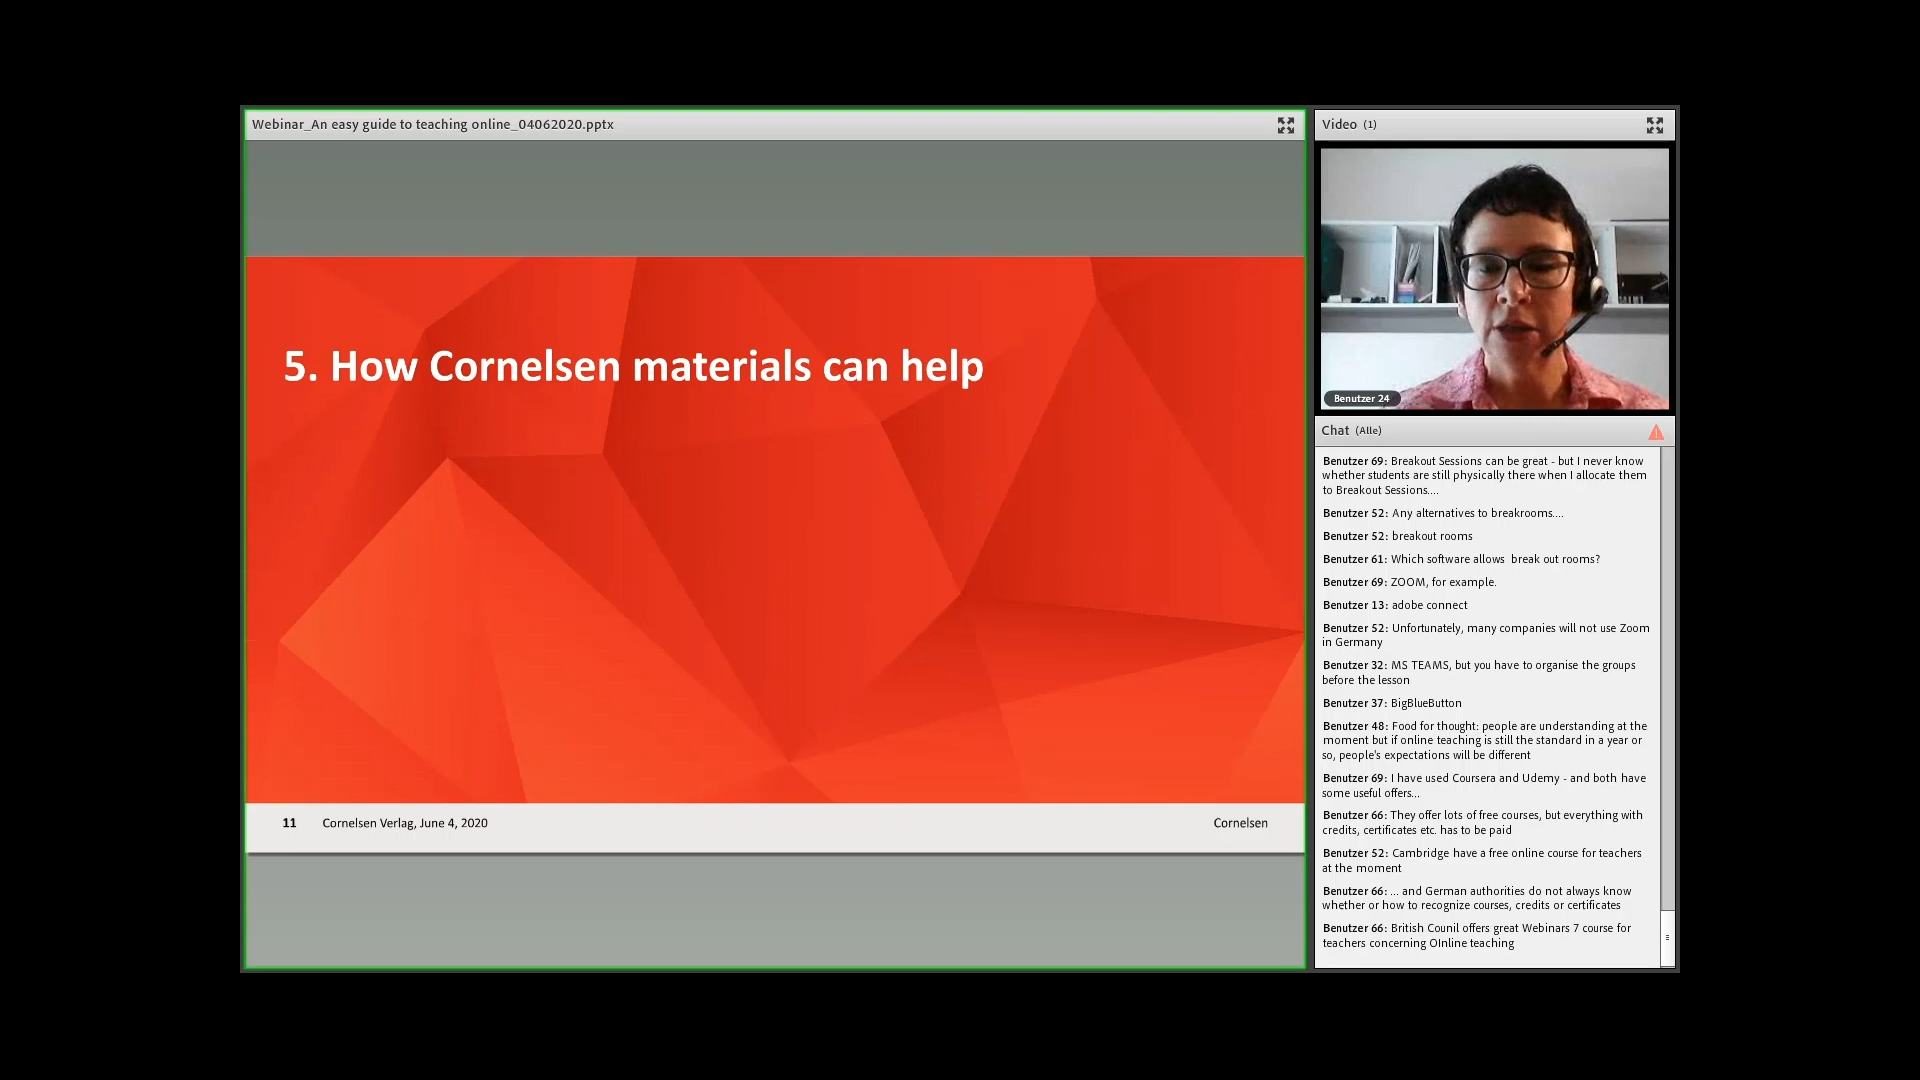 Webinar_An easy guide to teaching online_04062020.pptx
5. How Cornelsen materials can help
11 Cornelsen Verlag, June 4, 2020 Cornelsen
Video (1)
Benutzer 24
Chat (Alle)
Benutzer 69: Breakout Sessions can be great - but I never know
whether students are still physically there when I allocate them
to Breakout Sessions....
Benutzer 52: Any alternatives to breakrooms....
Benutzer 52: breakout rooms
Benutzer 61: Which software allows break out rooms?
Benutzer 69: ZOOM, for example.
Benutzer 13: adobe connect
Benutzer 52: Unfortunately, many companies will not use Zoom
in Germany
Benutzer 32: MS TEAMS, but you have to organise the groups
before the lesson
Benutzer 37: BigBlueButton
Benutzer 48: Food for thought: people are understanding at the
moment but if online teaching is still the standard in a year or
so, people's expectations will be different
Benutzer 69: I have used Coursera and Udemy - and both have
some useful offers...
Benutzer 66: They offer lots of free courses, but everything with
credits, certificates etc. has to be paid
Benutzer 52: Cambridge have a free online course for teachers
at the moment
Benutzer 66: ... and German authorities do not always know
whether or how to recognize courses, credits or certificates
Benutzer 66: British Counil offers great Webinars 7 course for
teachers concerning OInline teaching